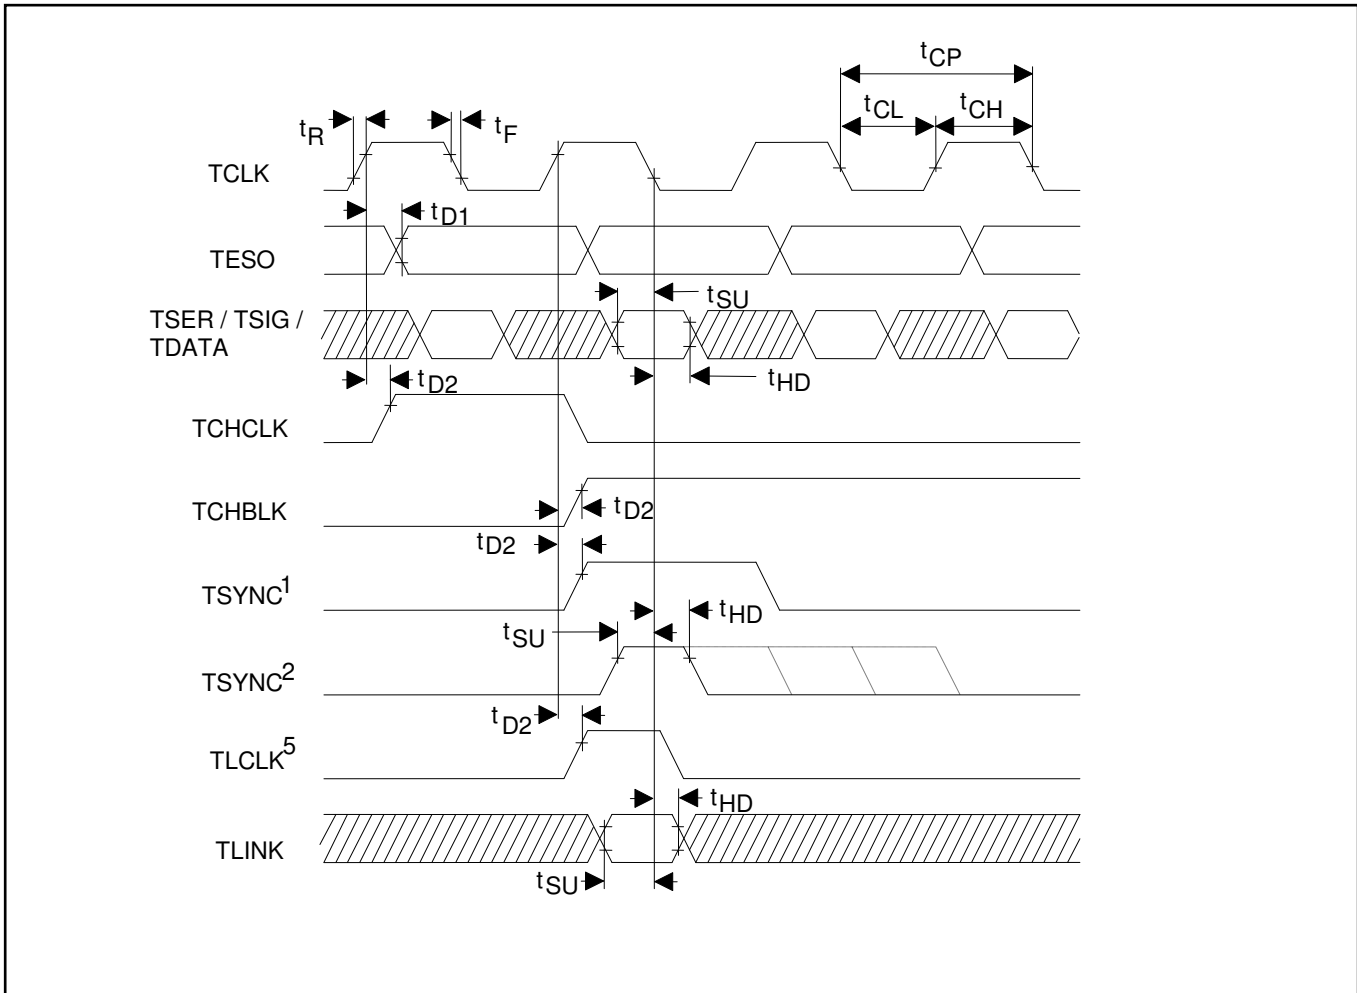 tCP
tCL tCH
tR tF
TCLK
tD1
TESO
tSU
TSER / TSIG /
TDATA
tD2 tHD
TCHCLK
TCHBLK tD2
tD2
TSYNC1
tHD
tSU
TSYNC2
tD2
TLCLK5
tHD
TLINK
tSU